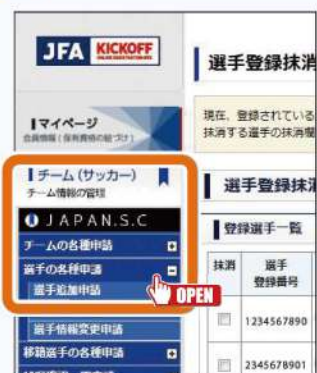 JFA KICKOFF
選手登録抹消
マイページ
現在、登録されている
抹消する選手の抹消欄
チーム (サッカー)
チーム情報の管理
選手登録抹消
JAPAN.S.C
登録選手一覧
チームの各種申請
選手の各種申請
抹消 選手登録番号
選手追加申請
OPEN
選手情報変更申請
1234567890
移籍選手の各種申請
2345678901